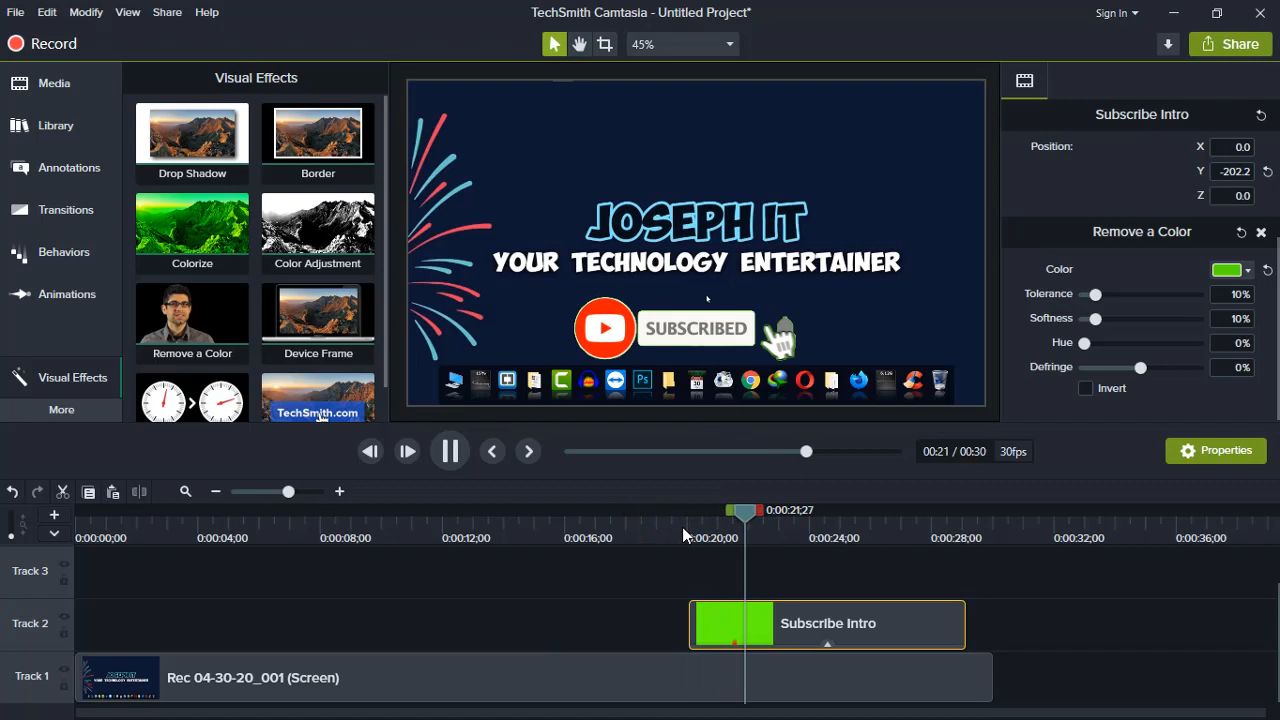 File Edit Modify View Share Help
TechSmith Camtasia - Untitled Project*
Sign In
Record
45%
Share
Media
Library
Annotations
Transitions
Behaviors
Animations
Visual Effects
More
Visual Effects
Drop Shadow
Border
Colorize
Color Adjustment
Remove a Color
Device Frame
TechSmith.com
JOSEPH IT
YOUR TECHNOLOGY ENTERTAINER
SUBSCRIBED
Subscribe Intro
Position: X 0.0
Y -202.2
Z 0.0
Remove a Color
Color
Tolerance 10%
Softness 10%
Hue 0%
Defringe 0%
Invert
00:21 / 00:30 30fps
Properties
0:00:21;27
0:00:00;00 0:00:04;00 0:00:08;00 0:00:12;00 0:00:16;00 0:00:20;00 0:00:24;00 0:00:28;00 0:00:32;00 0:00:36;00
Track 3
Track 2
Subscribe Intro
Track 1
Rec 04-30-20_001 (Screen)